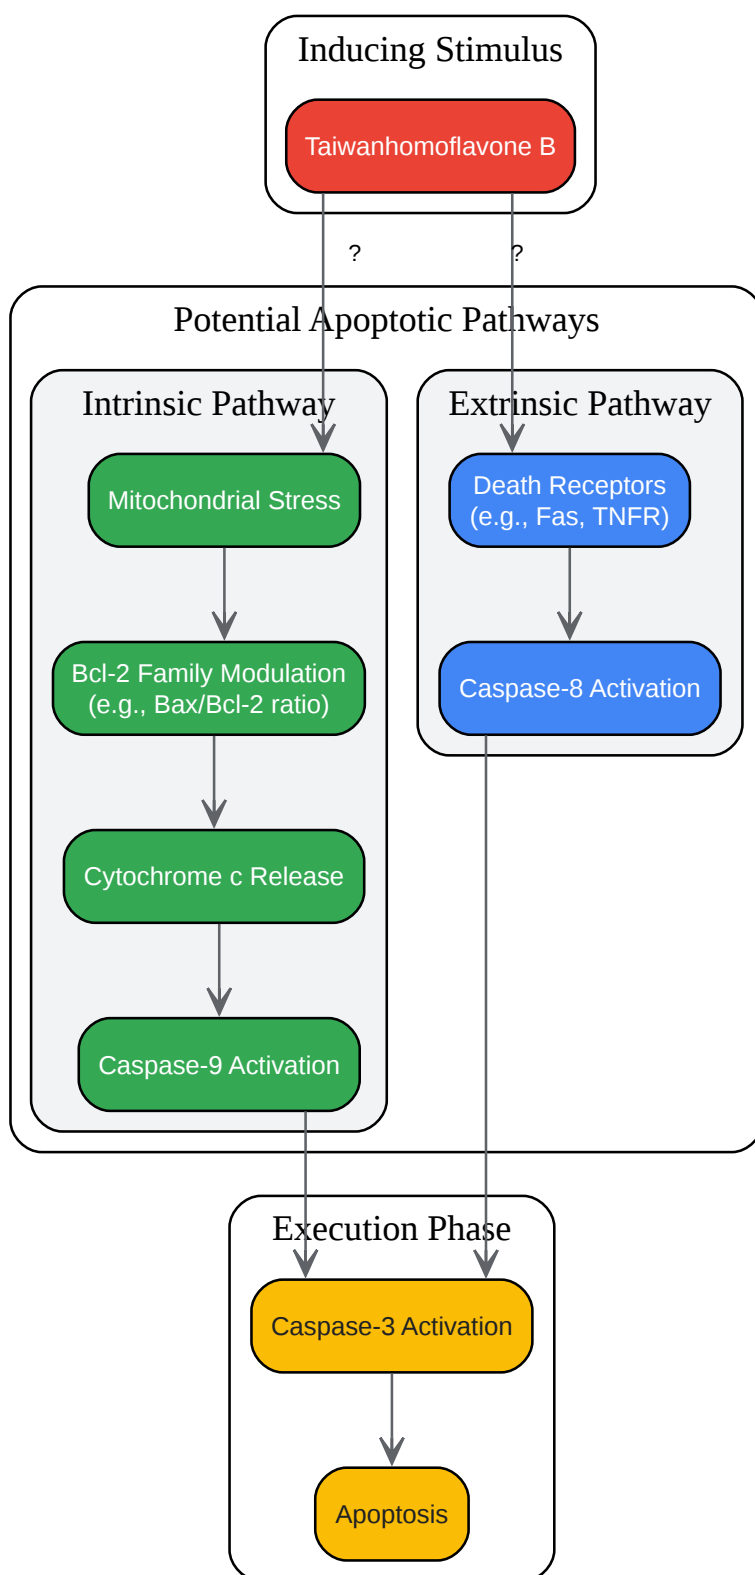 Inducing Stimulus
Taiwanhomoflavone B
?
?
Potential Apoptotic Pathways
Intrinsic Pathway
Mitochondrial Stress
Bcl-2 Family Modulation
(e.g., Bax/Bcl-2 ratio)
Cytochrome c Release
Caspase-9 Activation
Extrinsic Pathway
Death Receptors
(e.g., Fas, TNFR)
Caspase-8 Activation
Execution Phase
Caspase-3 Activation
Apoptosis